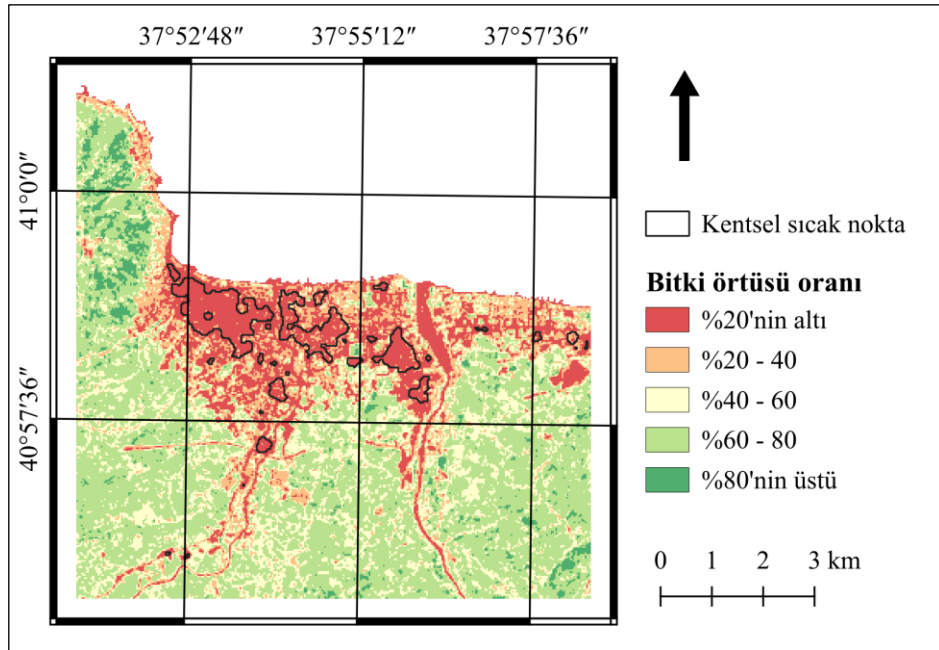 37°52′48″ 37°55′12″ 37°57′36″
41°0′0″
40°57′36″
Kentsel sıcak nokta
Bitki örtüsü oranı
%20'nin altı
%20 - 40
%40 - 60
%60 - 80
%80'nin üstü
0 1 2 3 km